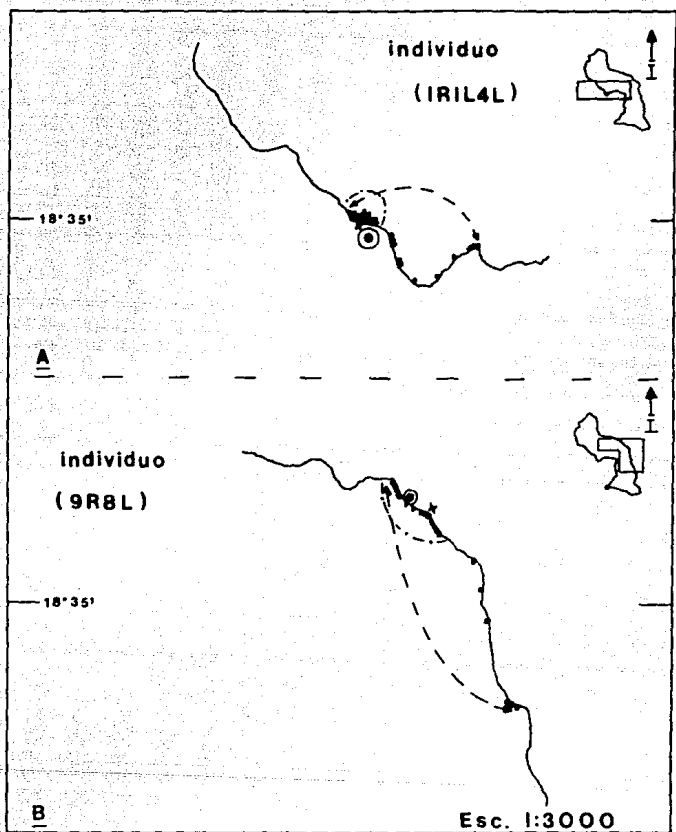 individuo
(IRIL4L)
18°35'
A
individuo
(9R8L)
18°35'
B
Esc. 1:3000